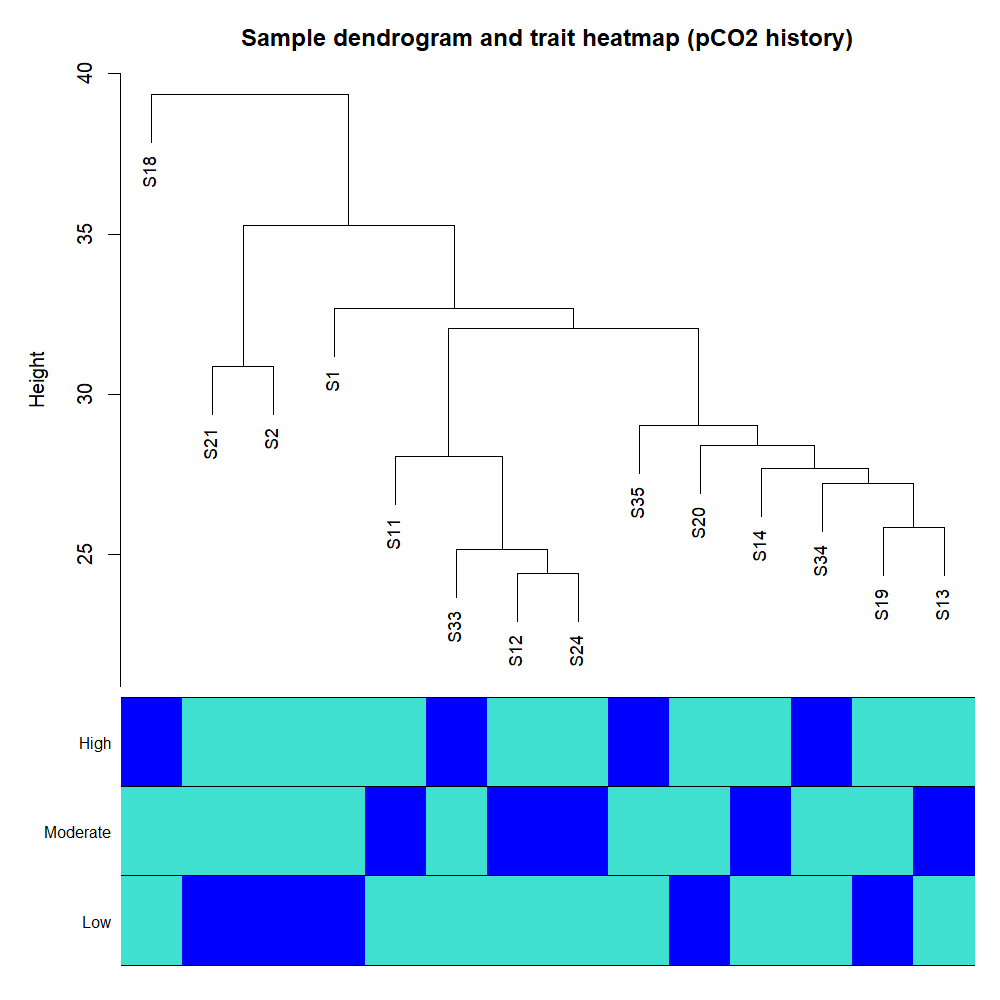 Sample dendrogram and trait heatmap (pCO2 history)
40
35
30
25
Height
S18
S21
S2
S1
S11
S33
S12
S24
S35
S20
S14
S34
S19
S13
High
Moderate
Low